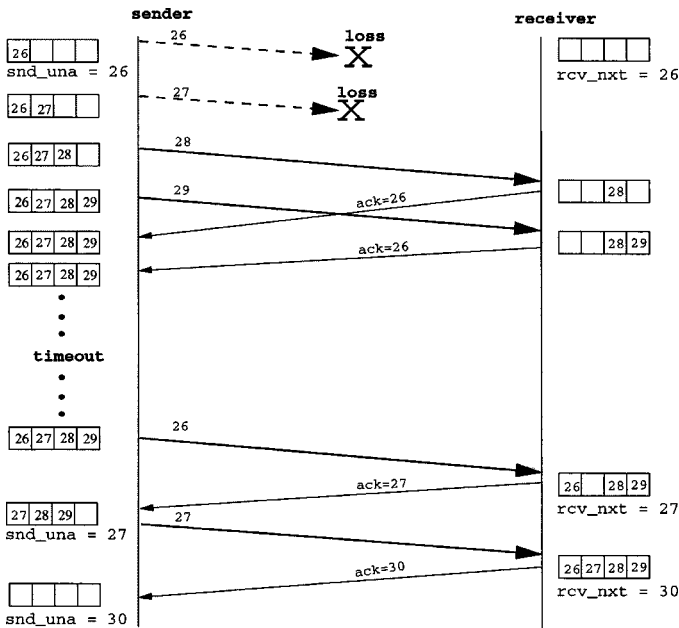 sender
receiver
26
loss
X
26
snd_una = 26
rcv_nxt = 26
27
loss
X
26 27
28
26 27 28
29
28
ack=26
26 27 28 29
26 27 28 29
28 29
ack=26
26 27 28 29
timeout
26
26 27 28 29
ack=27
26 28 29
rcv_nxt = 27
27 28 29
snd_una = 27
27
26 27 28 29
ack=30
rcv_nxt = 30
snd_una = 30